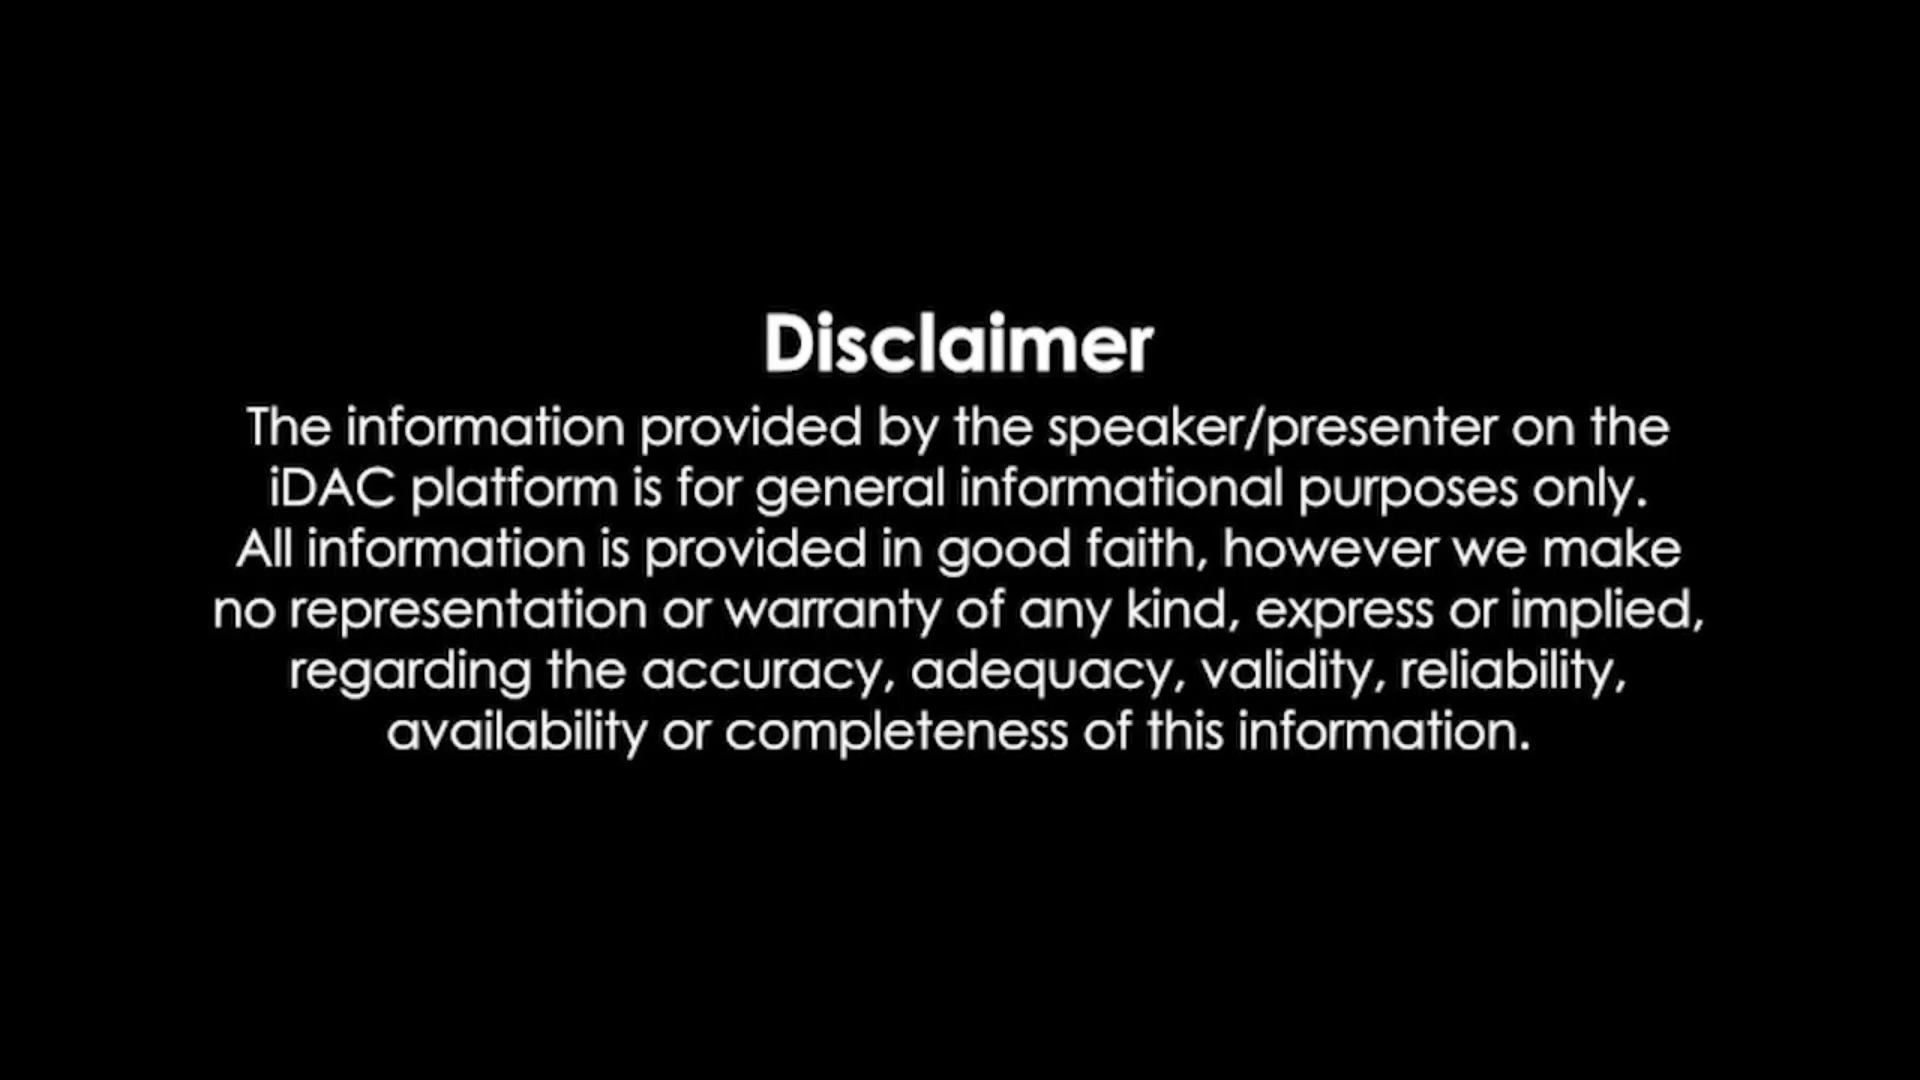 Disclaimer
The information provided by the speaker/presenter on the
iDAC platform is for general informational purposes only.
All information is provided in good faith, however we make
no representation or warranty of any kind, express or implied,
regarding the accuracy, adequacy, validity, reliability,
availability or completeness of this information.